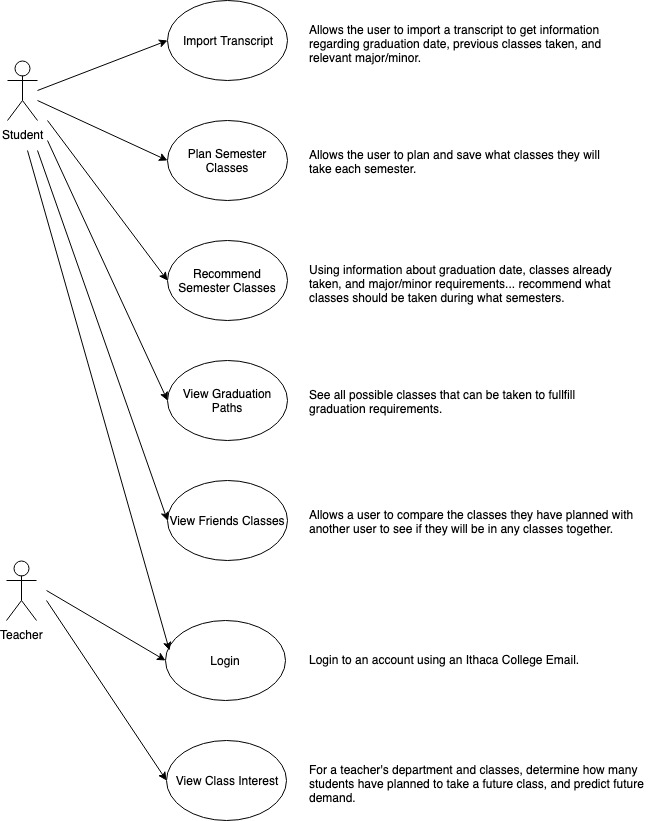 Import Transcript
Allows the user to import a transcript to get information
regarding graduation date, previous classes taken, and
relevant major/minor.
Student
Plan Semester
Classes
Allows the user to plan and save what classes they will
take each semester.
Recommend
Semester Classes
Using information about graduation date, classes already
taken, and major/minor requirements... recommend what
classes should be taken during what semesters.
View Graduation
Paths
See all possible classes that can be taken to fullfill
graduation requirements.
View Friends Classes
Allows a user to compare the classes they have planned with
another user to see if they will be in any classes together.
Teacher
Login
Login to an account using an Ithaca College Email.
View Class Interest
For a teacher's department and classes, determine how many
students have planned to take a future class, and predict future
demand.